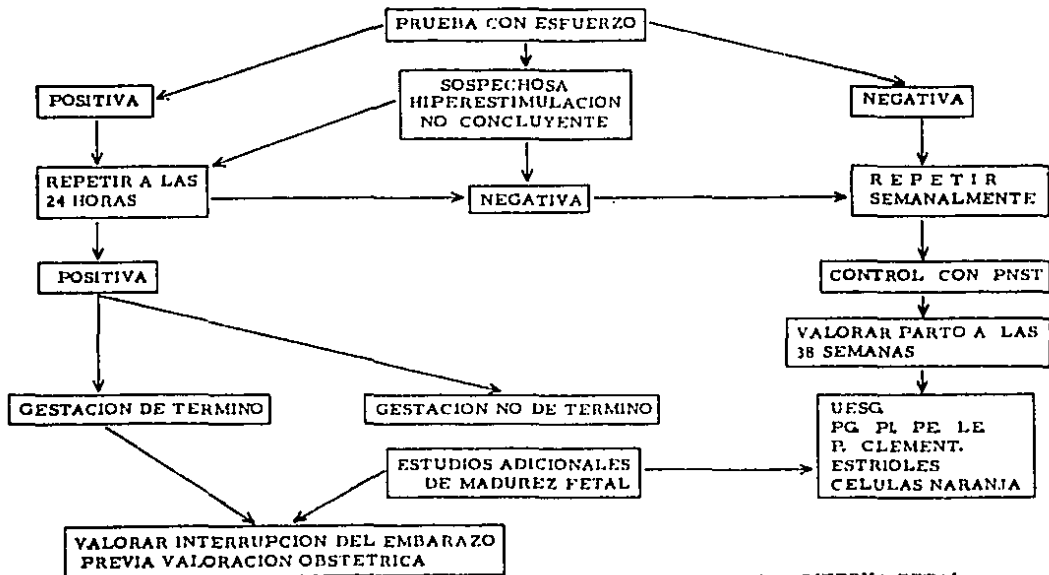 PRUEBA CON ESFUERZO
POSITIVA
SOSPECHOSA
HIPERESTIMULACION
NO CONCLUYENTE
NEGATIVA
REPETIR A LAS
24 HORAS
NEGATIVA
REPETIR
SEMANALMENTE
POSITIVA
CONTROL CON PNST
VALORAR PARTO A LAS
38 SEMANAS
GESTACION DE TERMINO
GESTACION NO DE TERMINO
UESG
PG PI, PE LE
P. CLEMENT.
ESTRIOLES
CELULAS NARANJA
ESTUDIOS ADICIONALES
DE MADUREZ FETAL
VALORAR INTERRUPCION DEL EMBARAZO
PREVIA VALORACION OBSTETRICA